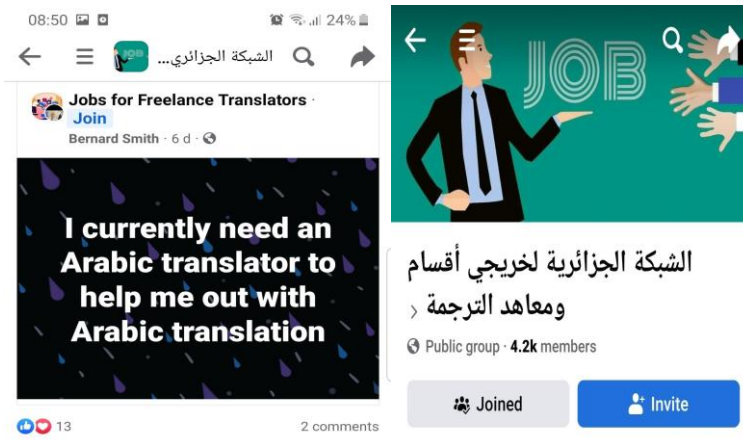 08:50
24%
الشبكة الجزائري...
Jobs for Freelance Translators ·
Join
Bernard Smith · 6 d ·
I currently need an
Arabic translator to
help me out with
Arabic translation
13
2 comments
JOB
الشبكة الجزائرية لخريجي أقسام
ومعاهد الترجمة
Public group · 4.2k members
Joined
Invite